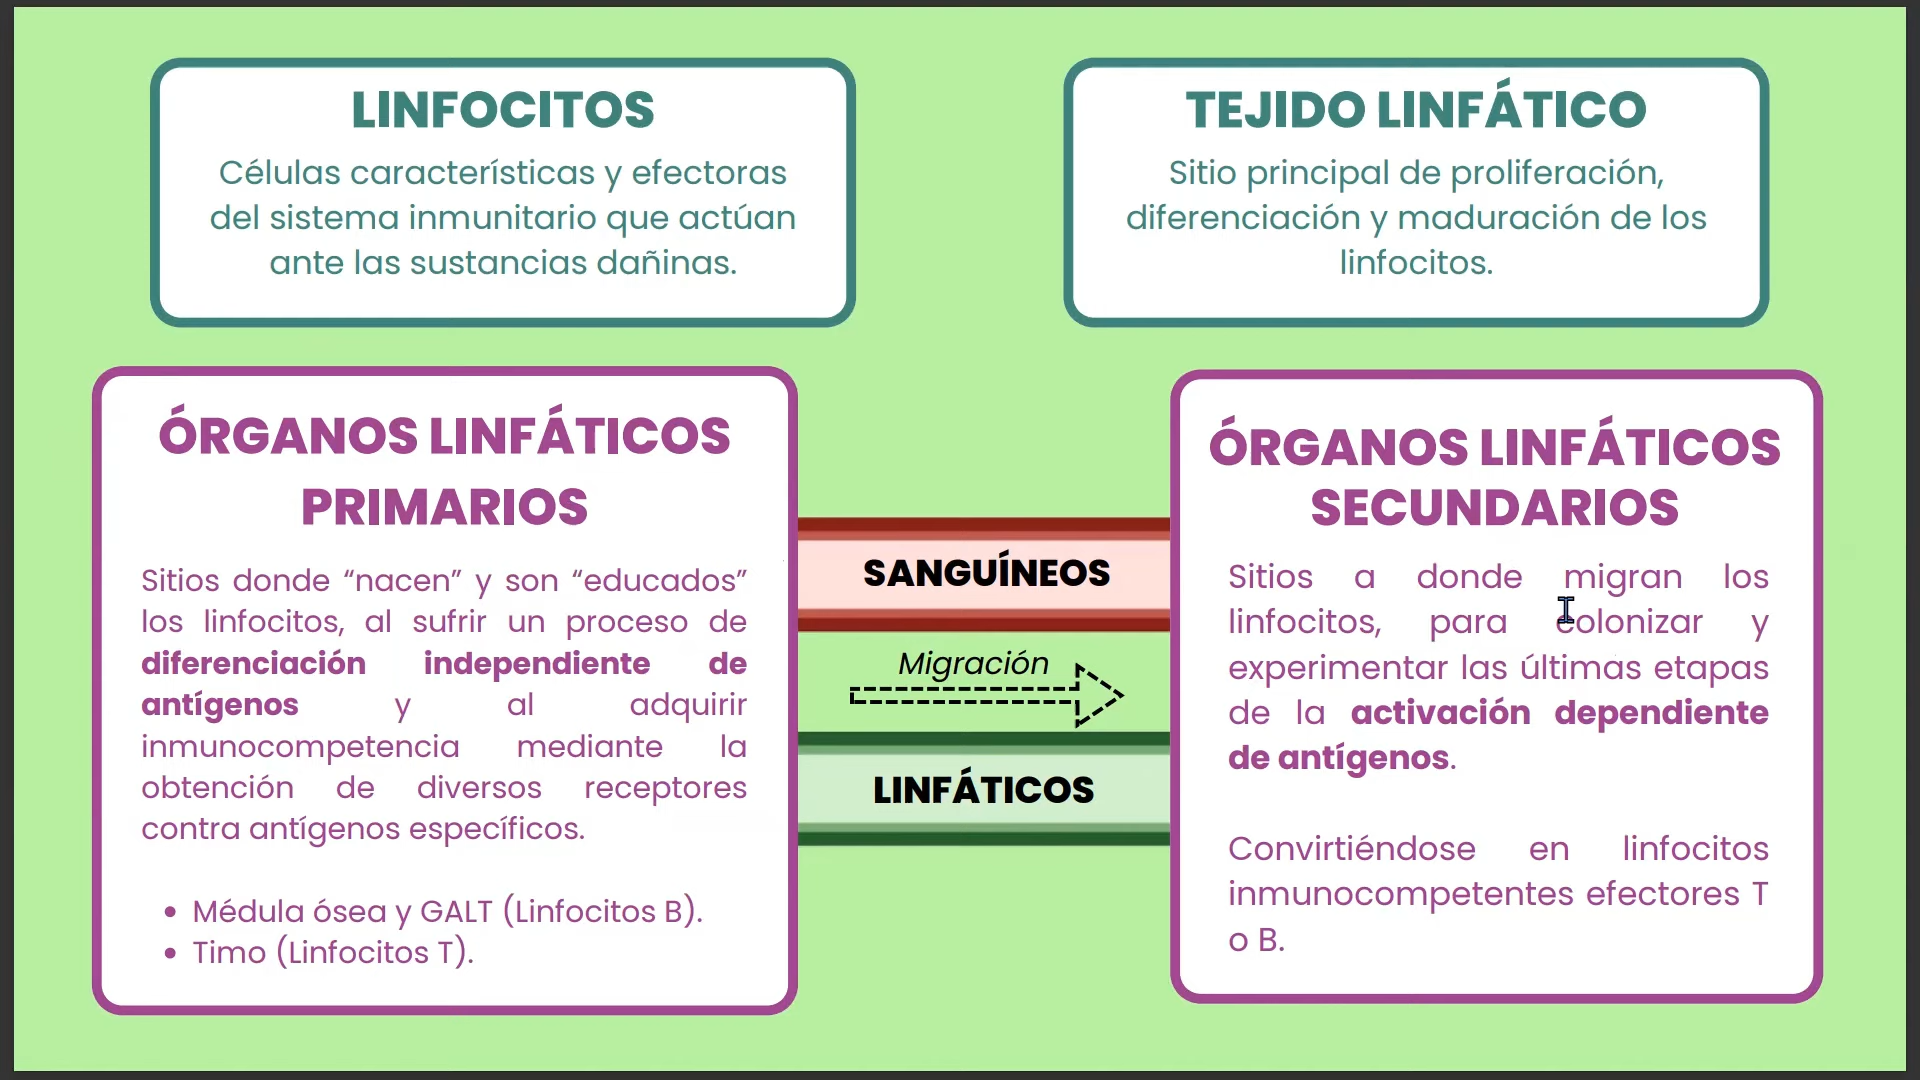 LINFOCITOS
Células características y efectoras
del sistema inmunitario que actúan
ante las sustancias dañinas.
TEJIDO LINFÁTICO
Sitio principal de proliferación,
diferenciación y maduración de los
linfocitos.
ÓRGANOS LINFÁTICOS
PRIMARIOS
Sitios donde “nacen” y son “educados”
los linfocitos, al sufrir un proceso de
diferenciación independiente de
antígenos y al adquirir
inmunocompetencia mediante la
obtención de diversos receptores
contra antígenos específicos.
• Médula ósea y GALT (Linfocitos B).
• Timo (Linfocitos T).
SANGUÍNEOS
Migración
LINFÁTICOS
ÓRGANOS LINFÁTICOS
SECUNDARIOS
Sitios a donde migran los
linfocitos, para colonizar y
experimentar las últimas etapas
de la activación dependiente
de antígenos.
Convirtiéndose en linfocitos
inmunocompetentes efectores T
o B.